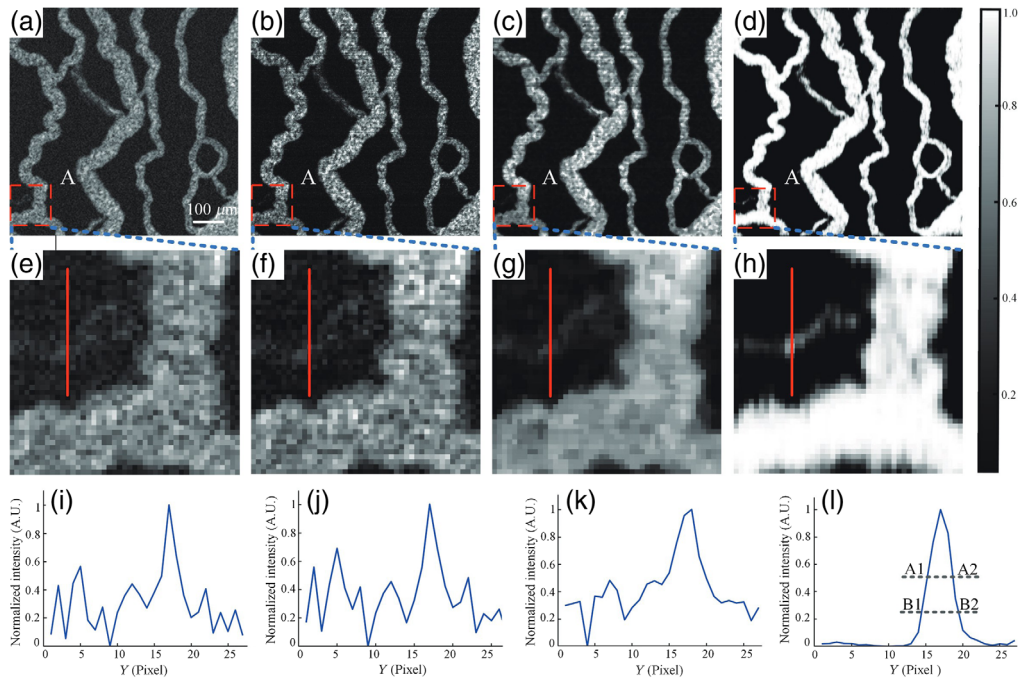 (a) (b) (c) (d) 1.0
A A A A
100 μm
0.8
0.6
(e) (f) (g) (h)
0.4
0.2
(i) (j) (k) (l)
Normalized intensity (A.U.) Normalized intensity (A.U.) Normalized intensity (A.U.) Normalized intensity (A.U.)
1 1 1 1
0.8 0.8 0.8 0.8
0.6 0.6 0.6 0.6
A1 A2
0.4 0.4 0.4 0.4
B1 B2
0.2 0.2 0.2 0.2
0 0 0 0
0 5 10 15 20 25 0 5 10 15 20 25 0 5 10 15 20 25 0 5 10 15 20 25
Y (Pixel) Y (Pixel) Y (Pixel) Y (Pixel )